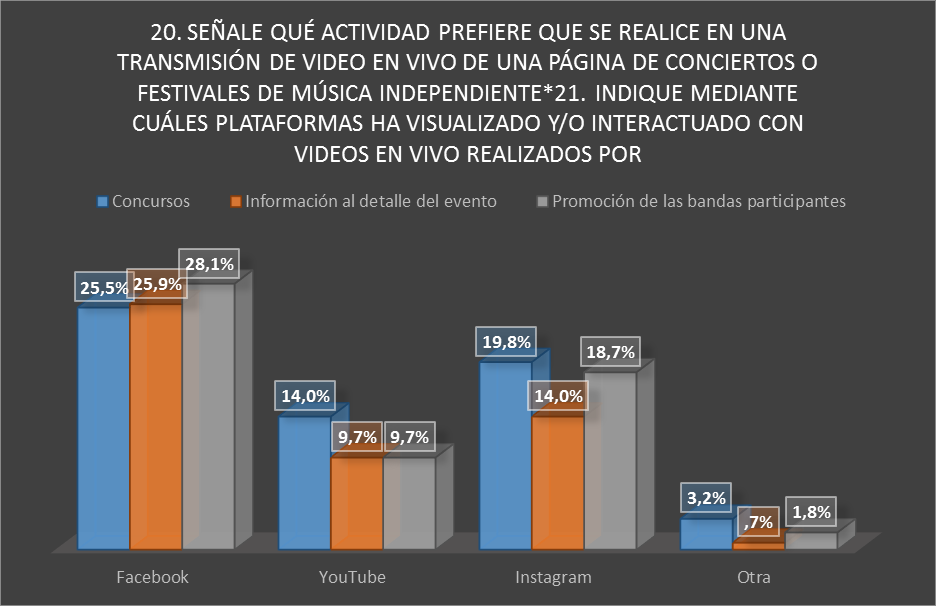 20. SEÑALE QUÉ ACTIVIDAD PREFIERE QUE SE REALICE EN UNA
TRANSMISIÓN DE VIDEO EN VIVO DE UNA PÁGINA DE CONCIERTOS O
FESTIVALES DE MÚSICA INDEPENDIENTE*21. INDIQUE MEDIANTE
CUÁLES PLATAFORMAS HA VISUALIZADO Y/O INTERACTUADO CON
VIDEOS EN VIVO REALIZADOS POR
Concursos Información al detalle del evento Promoción de las bandas participantes
25,5% 25,9% 28,1%
14,0% 9,7% 9,7%
19,8% 14,0% 18,7%
3,2% ,7% 1,8%
Facebook YouTube Instagram Otra